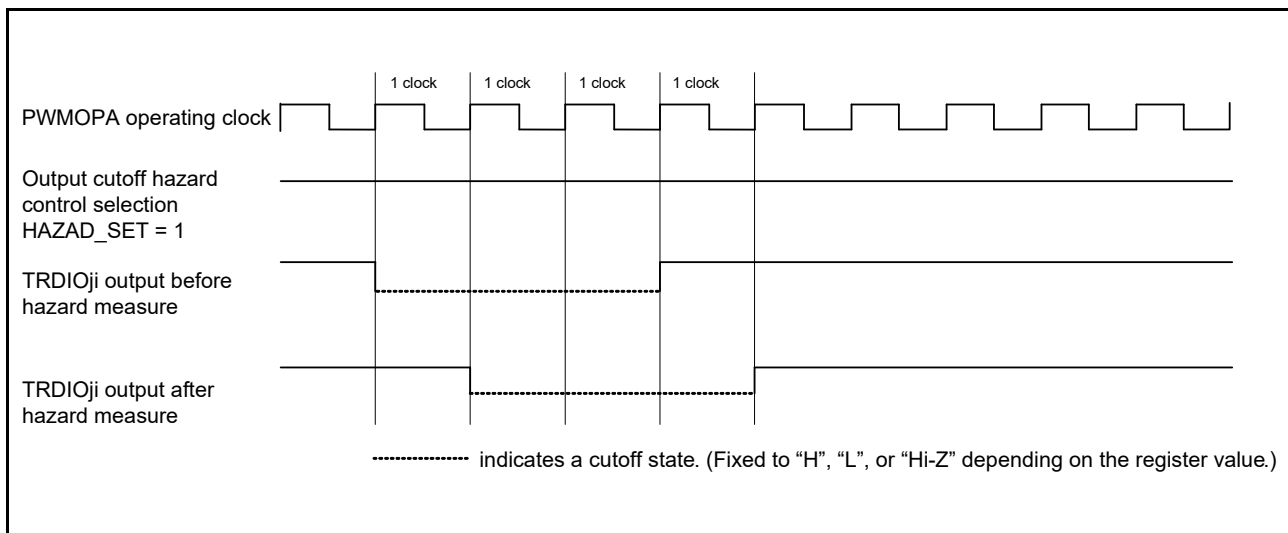 1 clock 1 clock 1 clock 1 clock
PWMOPA operating clock
Output cutoff hazard
control selection
HAZAD_SET = 1
TRDIOji output before
hazard measure
TRDIOji output after
hazard measure
indicates a cutoff state. (Fixed to “H”, “L”, or “Hi-Z” depending on the register value.)